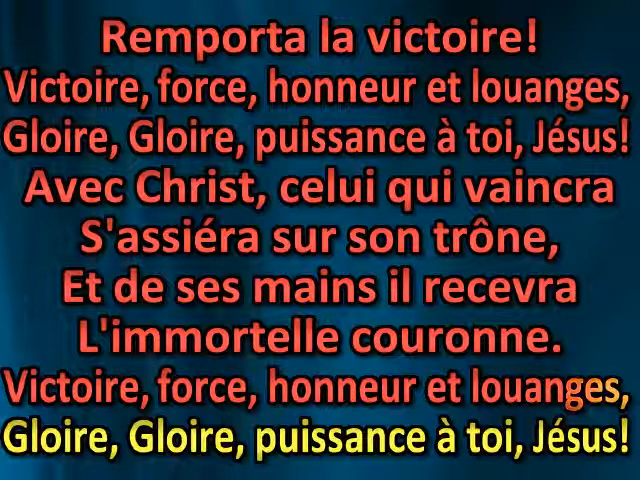 Remporta la victoire!
Victoire, force, honneur et louanges,
Gloire, Gloire, puissance à toi, Jésus!
Avec Christ, celui qui vaincra
S'assiéra sur son trône,
Et de ses mains il recevra
L'immortelle couronne.
Victoire, force, honneur et louanges,
Gloire, Gloire, puissance à toi, Jésus!